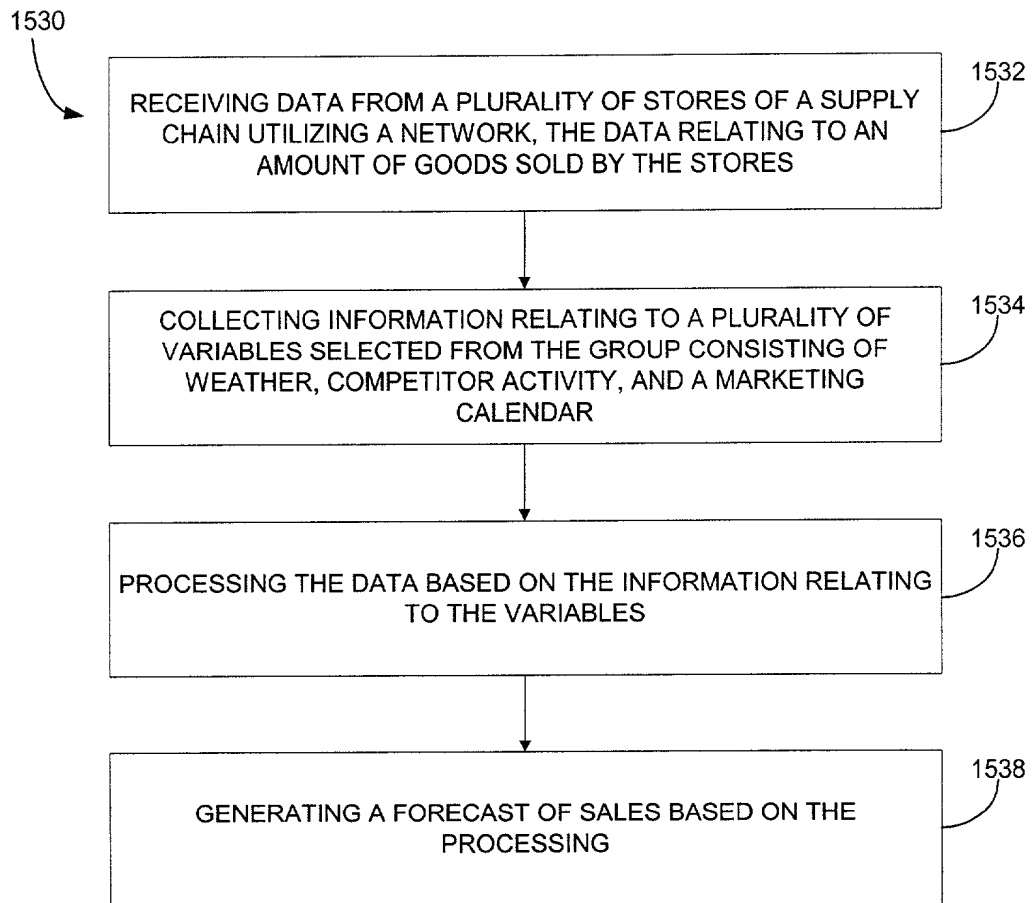 1530
1532
RECEIVING DATA FROM A PLURALITY OF STORES OF A SUPPLY
CHAIN UTILIZING A NETWORK, THE DATA RELATING TO AN
AMOUNT OF GOODS SOLD BY THE STORES
1534
COLLECTING INFORMATION RELATING TO A PLURALITY OF
VARIABLES SELECTED FROM THE GROUP CONSISTING OF
WEATHER, COMPETITOR ACTIVITY, AND A MARKETING
CALENDAR
1536
PROCESSING THE DATA BASED ON THE INFORMATION RELATING
TO THE VARIABLES
1538
GENERATING A FORECAST OF SALES BASED ON THE
PROCESSING